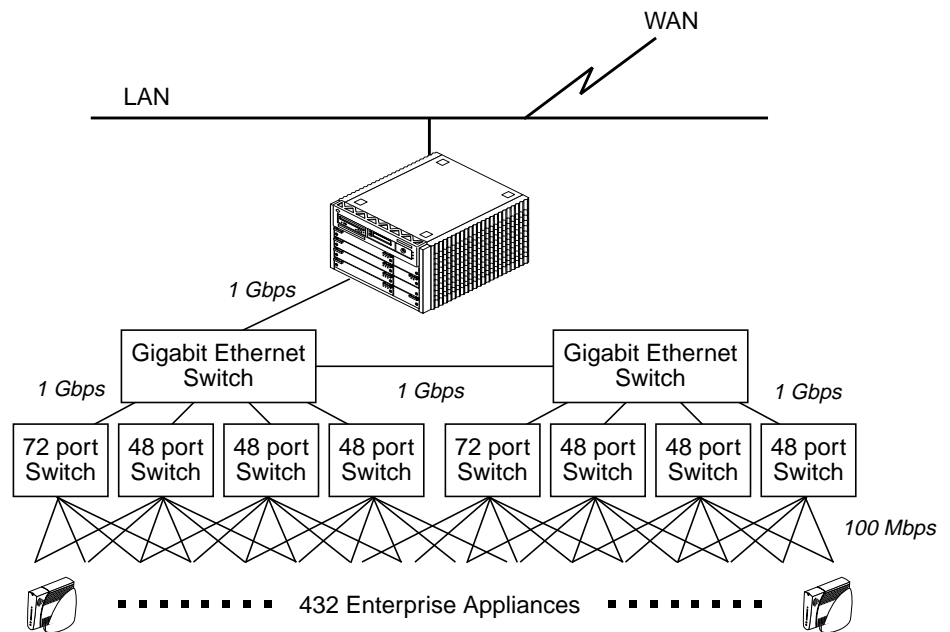 WAN
LAN
1 Gbps
Gigabit Ethernet
Switch
Gigabit Ethernet
Switch
1 Gbps
1 Gbps
1 Gbps
72 port
Switch
48 port
Switch
48 port
Switch
48 port
Switch
72 port
Switch
48 port
Switch
48 port
Switch
48 port
Switch
100 Mbps
432 Enterprise Appliances